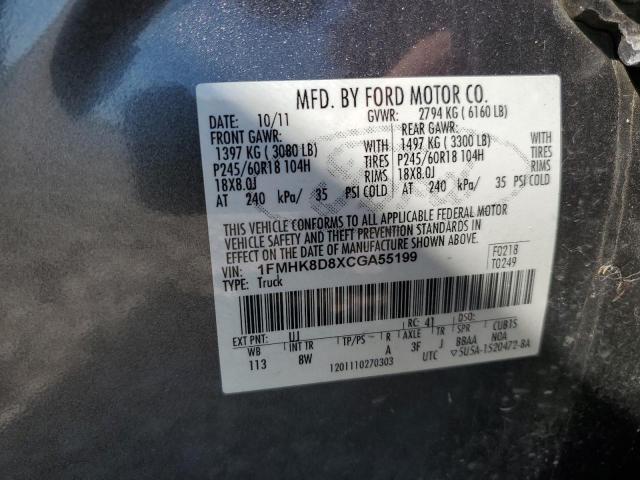 MFD. BY FORD MOTOR CO.
DATE: 10/11 GVWR: 2794 KG ( 6160 LB)
FRONT GAWR: REAR GAWR:
1397 KG ( 3080 LB) WITH 1497 KG ( 3300 LB) WITH
P245/60R18 104H TIRES P245/60R18 104H TIRES
18X8.0J RIMS 18X8.0J RIMS
AT 240 kPa/ 35 PSI COLD AT 240 kPa/ 35 PSI COLD
THIS VEHICLE CONFORMS TO ALL APPLICABLE FEDERAL MOTOR
VEHICLE SAFETY AND THEFT PREVENTION STANDARDS IN
EFFECT ON THE DATE OF MANUFACTURE SHOWN ABOVE.
VIN: 1FMHK8D8XCGA55199 F0218
TYPE: Truck T0249
EXT PNT: UJ RC: 41 DSO:
WB INT TR TP/PS R AXLE TR SPR CUBIS
113 8W A 3F J BBAA NOA
1201110270303 UTC ▽5U5A-1520472-BA